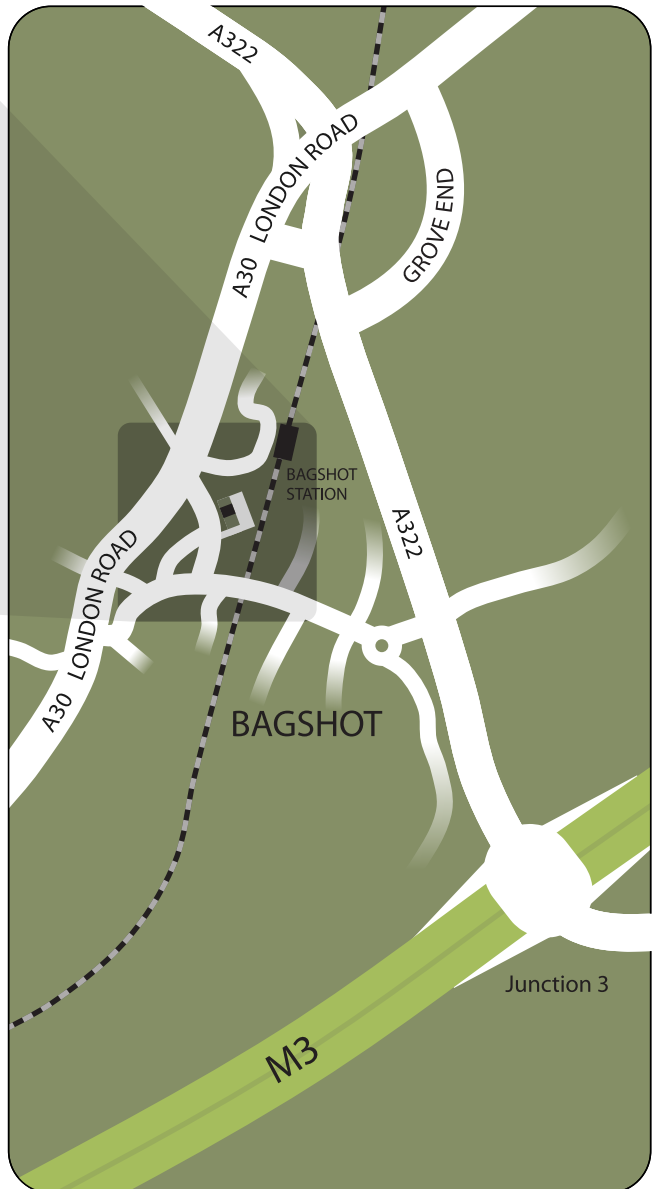 A322
LONDON ROAD
A30
GROVE END
BAGSHOT
STATION
A322
LONDON ROAD
A30
BAGSHOT
Junction 3
M3